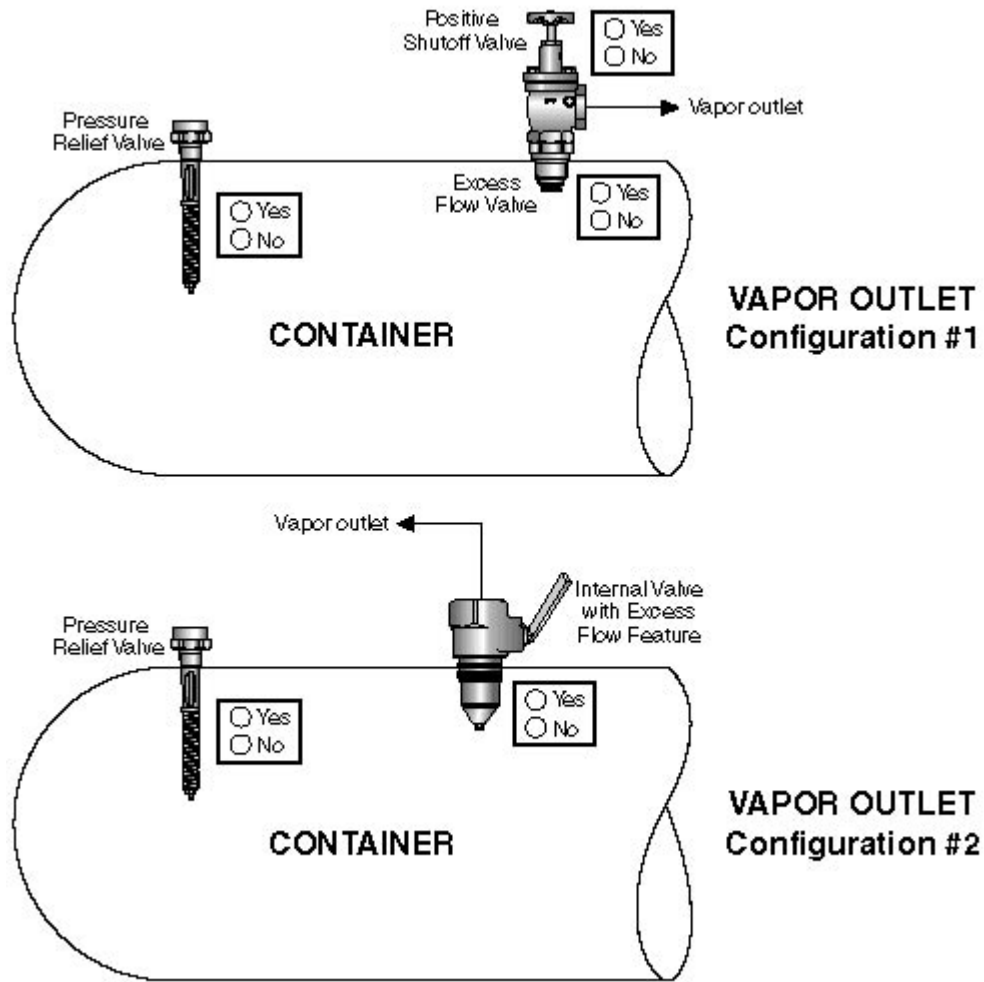 Positive
Shutoff Valve
Yes
No
Vapor outlet
Pressure
Relief Valve
Yes
No
Excess
Flow Valve
Yes
No
CONTAINER
VAPOR OUTLET
Configuration #1
Vapor outlet
Internal Valve
with Excess
Flow Feature
Pressure
Relief Valve
Yes
No
Yes
No
CONTAINER
VAPOR OUTLET
Configuration #2